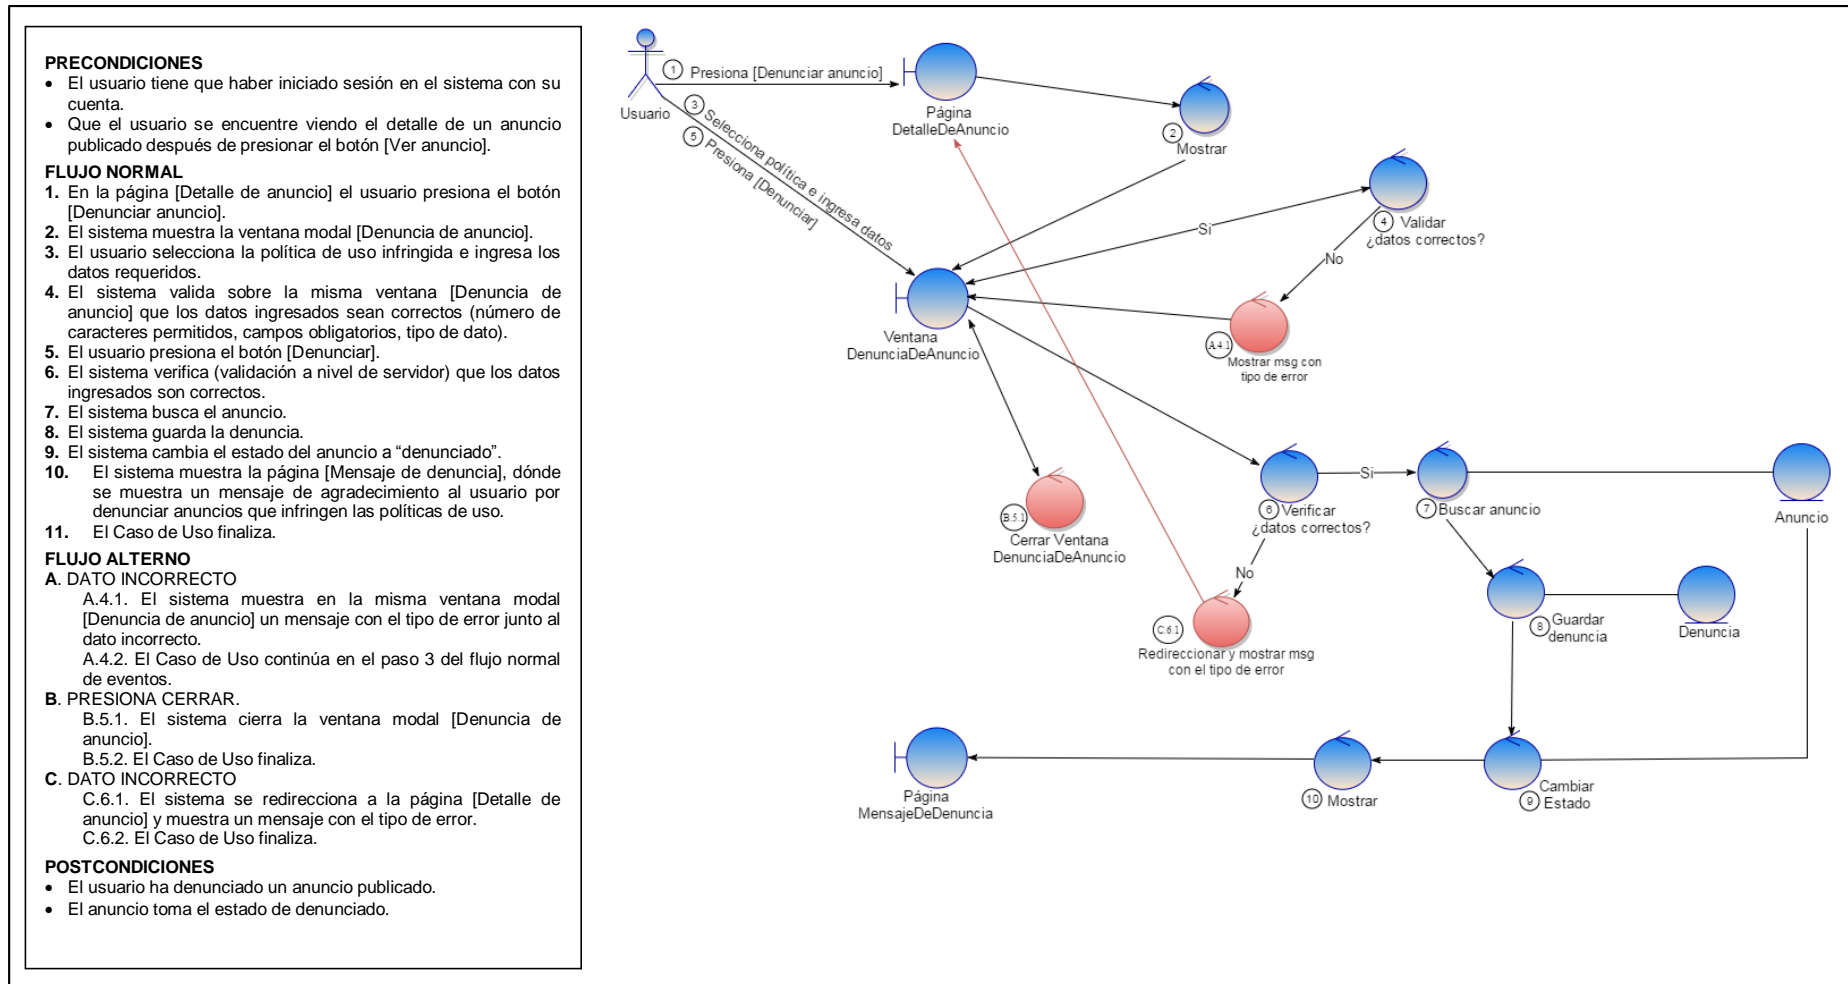 PRECONDICIONES
• El usuario tiene que haber iniciado sesión en el sistema con su
cuenta.
• Que el usuario se encuentre viendo el detalle de un anuncio
publicado después de presionar el botón [Ver anuncio].
FLUJO NORMAL
1. En la página [Detalle de anuncio] el usuario presiona el botón
[Denunciar anuncio].
2. El sistema muestra la ventana modal [Denuncia de anuncio].
3. El usuario selecciona la política de uso infringida e ingresa los
datos requeridos.
4. El sistema valida sobre la misma ventana [Denuncia de
anuncio] que los datos ingresados sean correctos (número de
caracteres permitidos, campos obligatorios, tipo de dato).
5. El usuario presiona el botón [Denunciar].
6. El sistema verifica (validación a nivel de servidor) que los datos
ingresados son correctos.
7. El sistema busca el anuncio.
8. El sistema guarda la denuncia.
9. El sistema cambia el estado del anuncio a “denunciado”.
10. El sistema muestra la página [Mensaje de denuncia], dónde
se muestra un mensaje de agradecimiento al usuario por
denunciar anuncios que infringen las políticas de uso.
11. El Caso de Uso finaliza.
FLUJO ALTERNO
A. DATO INCORRECTO
A.4.1. El sistema muestra en la misma ventana modal
[Denuncia de anuncio] un mensaje con el tipo de error junto al
dato incorrecto.
A.4.2. El Caso de Uso continúa en el paso 3 del flujo normal
de eventos.
B. PRESIONA CERRAR.
B.5.1. El sistema cierra la ventana modal [Denuncia de
anuncio].
B.5.2. El Caso de Uso finaliza.
C. DATO INCORRECTO
C.6.1. El sistema se redirecciona a la página [Detalle de
anuncio] y muestra un mensaje con el tipo de error.
C.6.2. El Caso de Uso finaliza.
POSTCONDICIONES
• El usuario ha denunciado un anuncio publicado.
• El anuncio toma el estado de denunciado.
Usuario
1 Presiona [Denunciar anuncio]
3 Selecciona política e ingresa datos
5 Presiona [Denunciar]
Página
DetalleDeAnuncio
2
Mostrar
4 Validar
¿datos correctos?
Si
No
A.4.1
Mostrar msg con
tipo de error
Ventana
DenunciaDeAnuncio
B.5.1
Cerrar Ventana
DenunciaDeAnuncio
6 Verificar
¿datos correctos?
Si
No
7 Buscar anuncio
Anuncio
C.6.1
Redireccionar y mostrar msg
con el tipo de error
8 Guardar
denuncia
Denuncia
Cambiar
9 Estado
10 Mostrar
Página
MensajeDeDenuncia